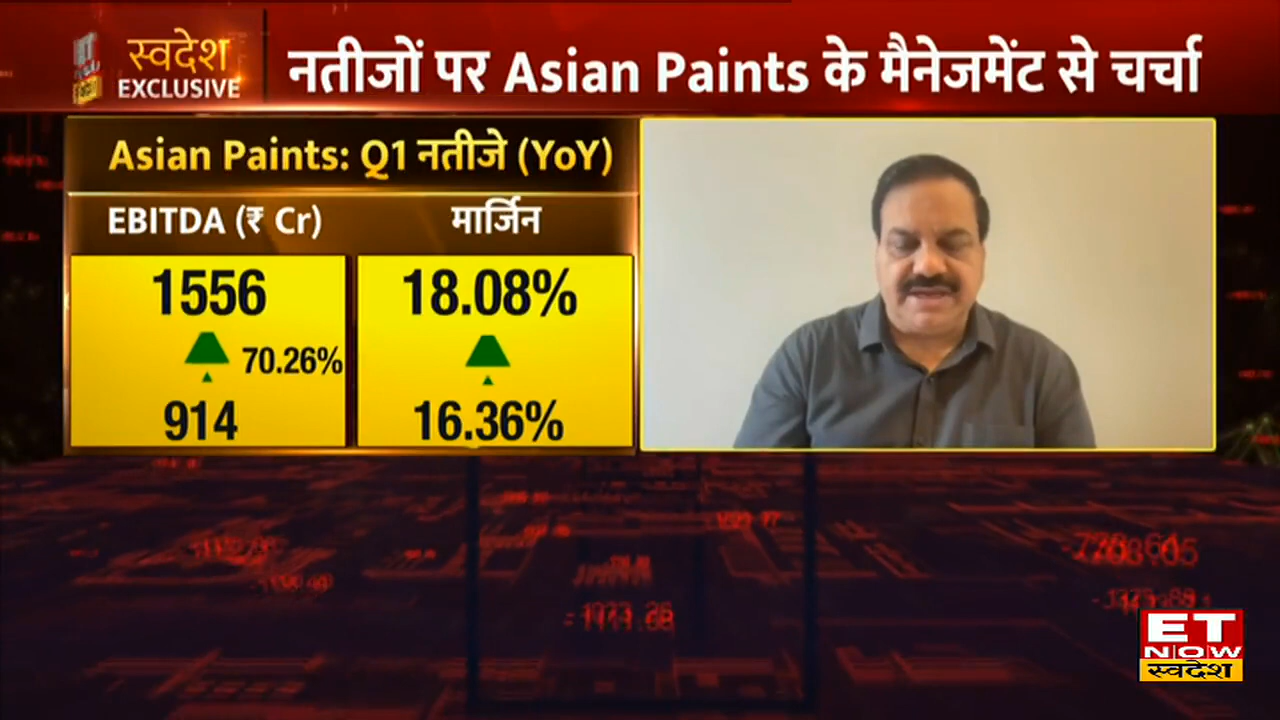 स्वदेश
EXCLUSIVE
नतीजों पर Asian Paints के मैनेजमेंट से चर्चा
Asian Paints: Q1 नतीजे (YoY)
EBITDA (₹ Cr)
मार्जिन
1556
18.08%
70.26%
914
16.36%
ET
NOW
स्वदेश